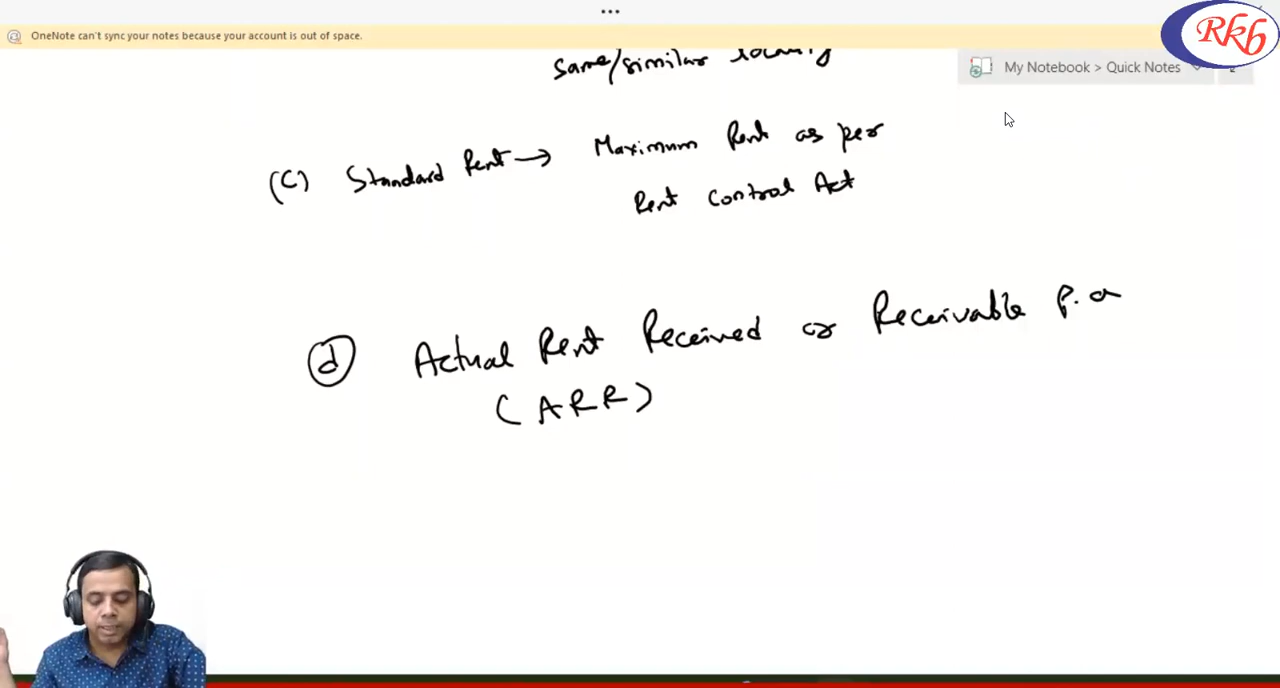 •••
RKb
OneNote can't sync your notes because your account is out of space.
same/similar locality
My Notebook > Quick Notes
(C) Standard Rent → Maximum Rent as per
Rent Control Act
(d) Actual Rent Received or Receivable P.a
(ARR)